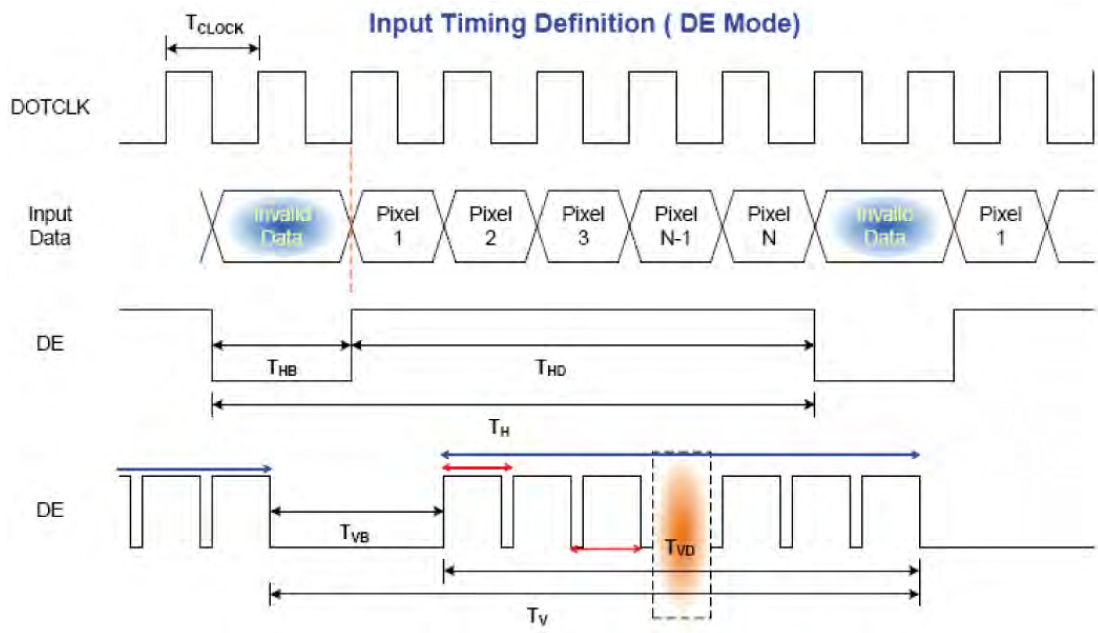 Input Timing Definition ( DE Mode)
TCLOCK
DOTCLK
Input
Data
Invalid
Data
Pixel
1
Pixel
2
Pixel
3
Pixel
N-1
Pixel
N
Invalid
Data
Pixel
1
DE
THB
THD
TH
DE
TVB
TVD
TV